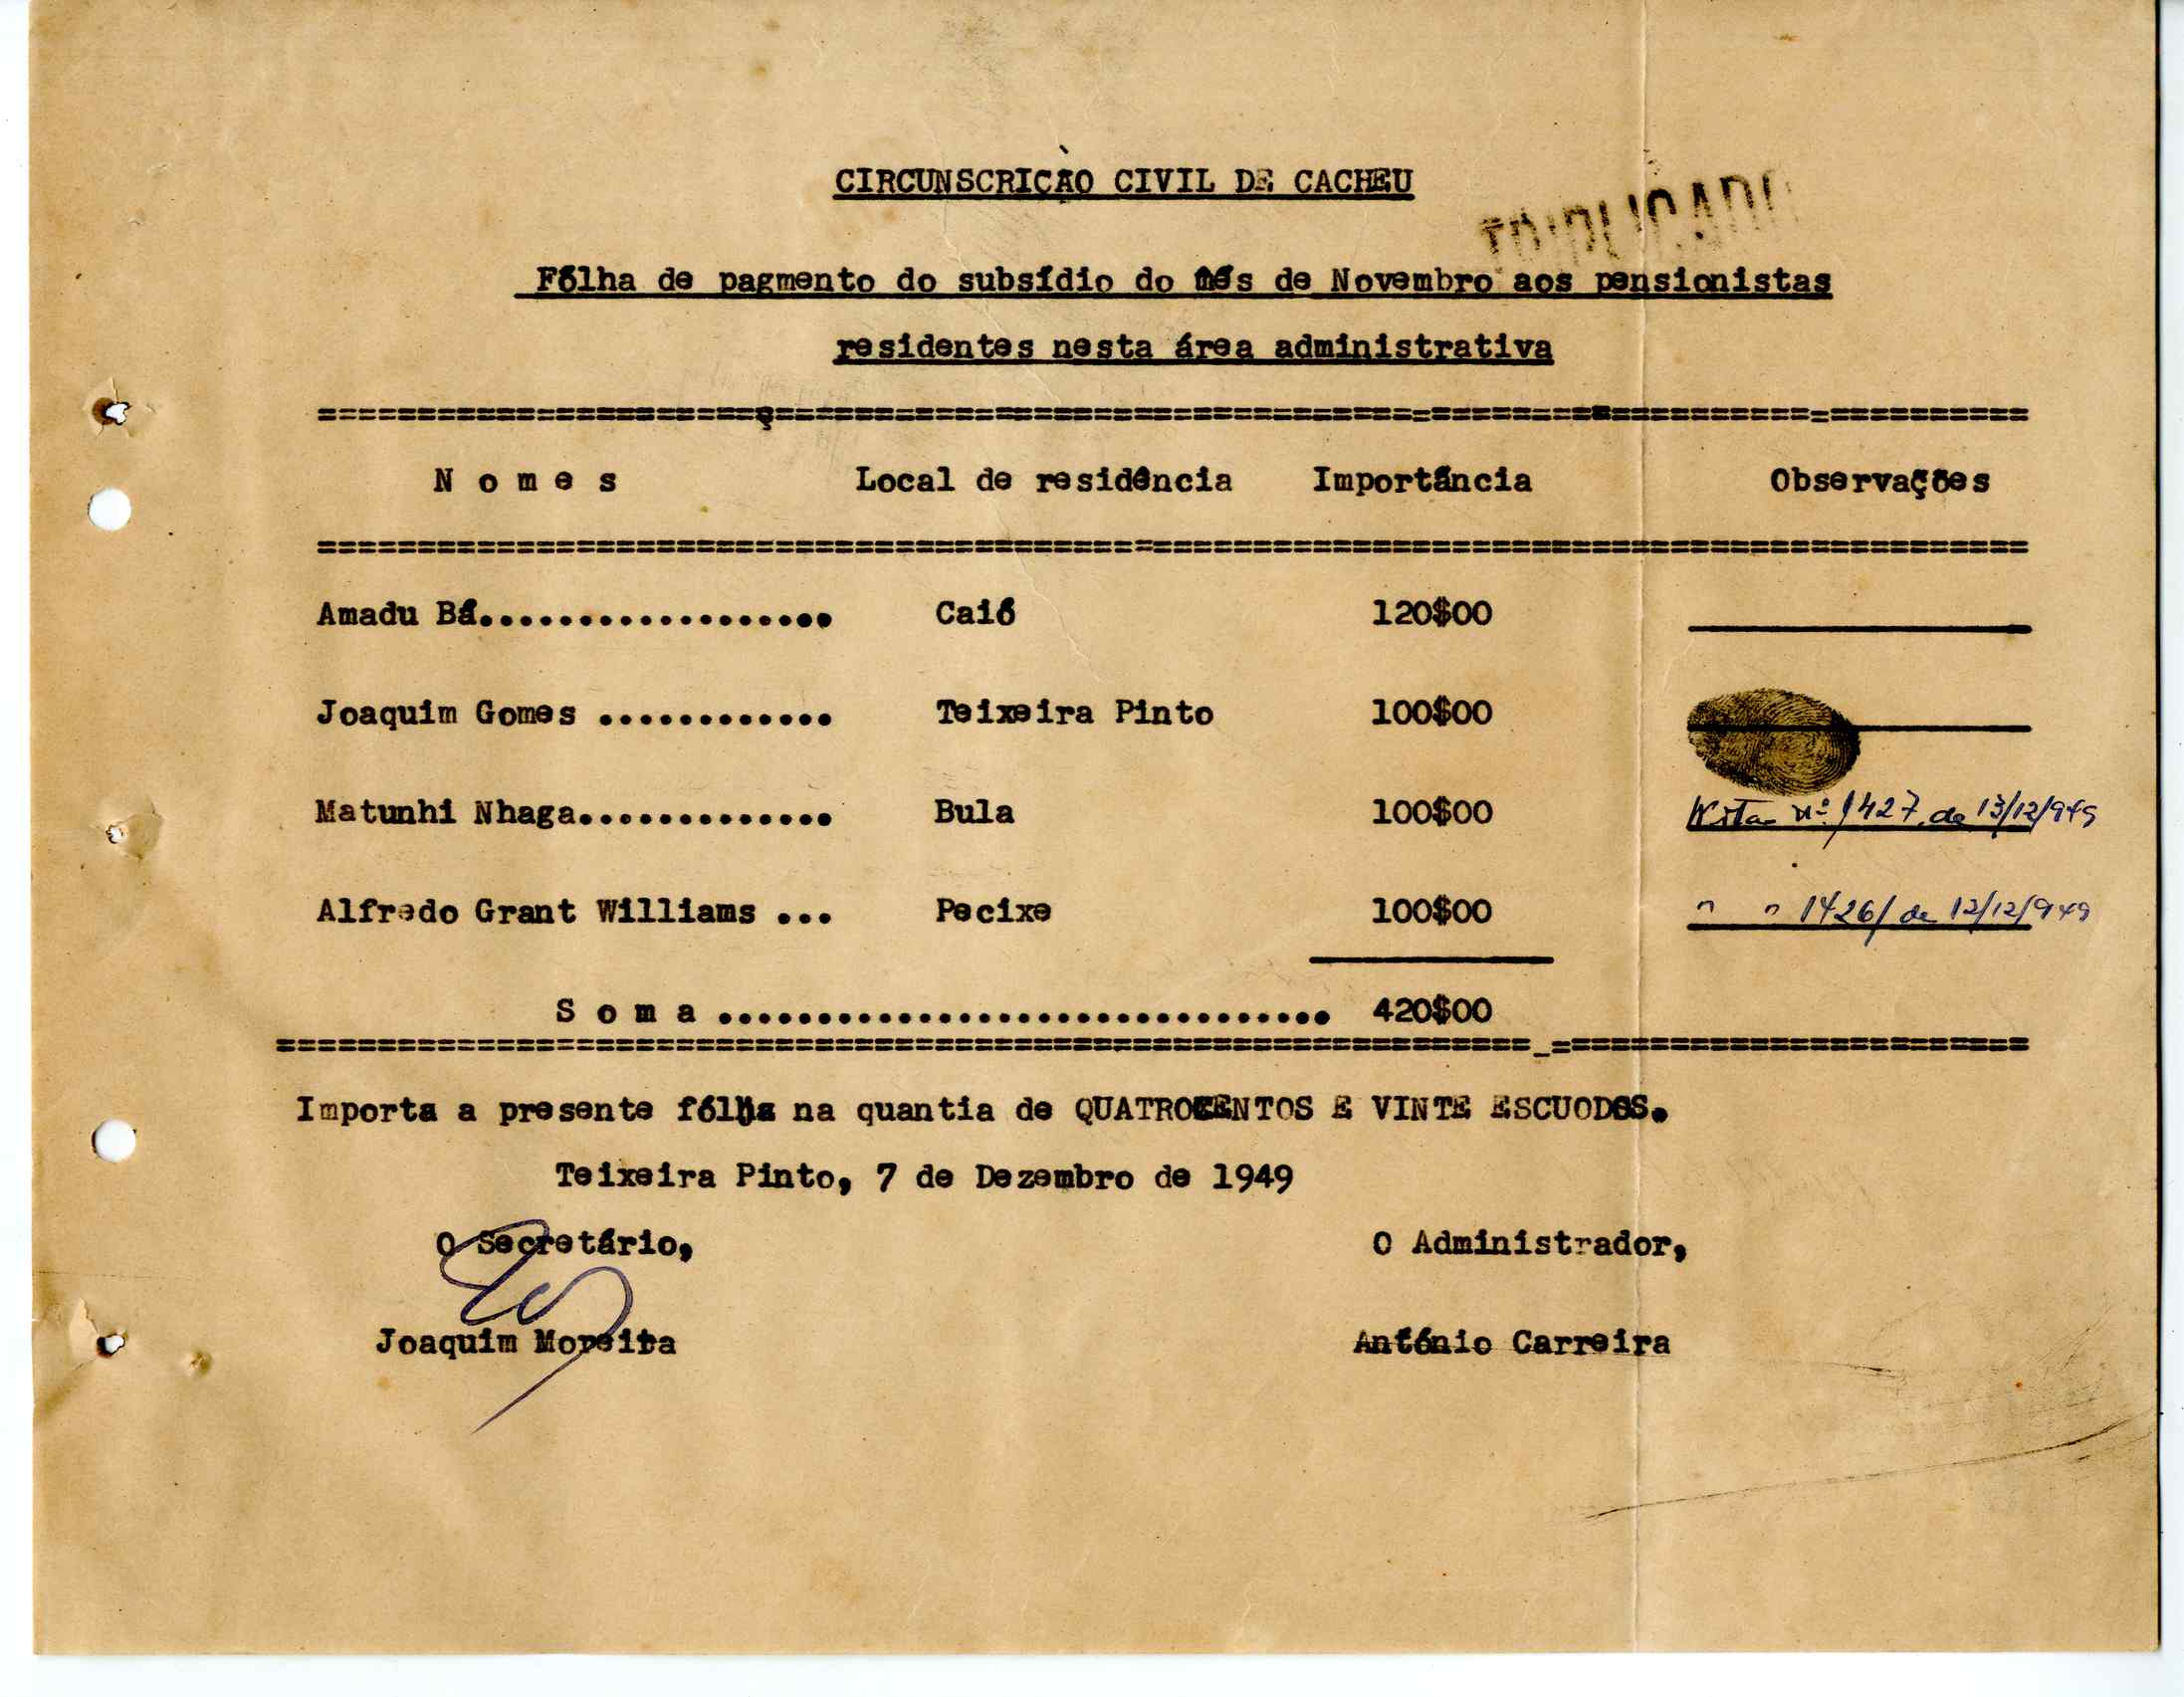 CIRCUNSCRIÇÃO CIVIL DE CACHEU
TRIPLICADO
Fôlha de pagmento do subsídio do mês de Novembro aos pensionistas
residentes nesta área administrativa
N o m e s Local de residência Importância Observações
Amadu Bá.................. Caió 120$00
Joaquim Gomes ............ Teixeira Pinto 100$00
Matunhi Nhaga............. Bula 100$00 Nota nº 1427, de 13/12/949
Alfredo Grant Williams ... Pecixe 100$00 " " 1426/ de 12/12/949
S o m a ............................... 420$00
Importa a presente fôlha na quantia de QUATROCENTOS E VINTE ESCUODOS.
Teixeira Pinto, 7 de Dezembro de 1949
O Secretário, O Administrador,
Joaquim Moreira António Carreira